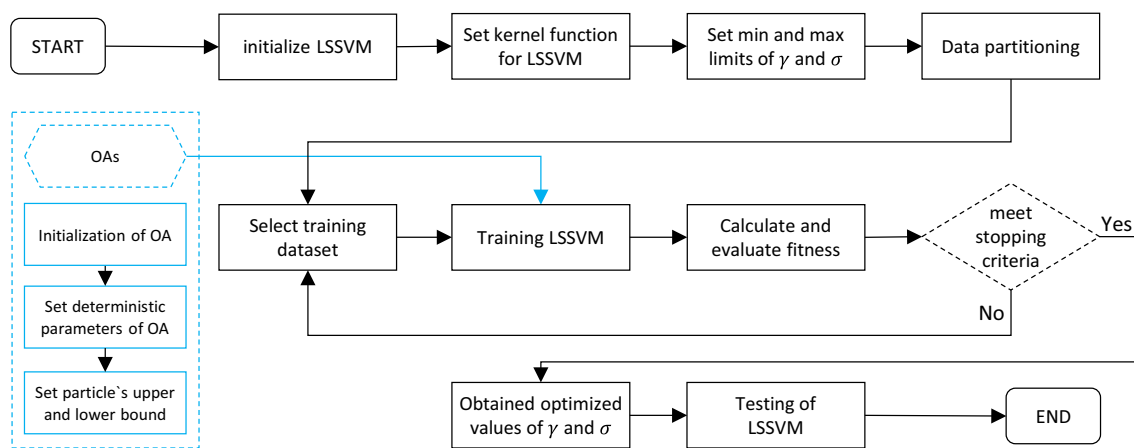 START
initialize LSSVM
Set kernel function
for LSSVM
Set min and max
limits of γ and σ
Data partitioning
OAs
Initialization of OA
Set deterministic
parameters of OA
Set particle`s upper
and lower bound
Select training
dataset
Training LSSVM
Calculate and
evaluate fitness
meet
stopping
criteria
Yes
No
Obtained optimized
values of γ and σ
Testing of
LSSVM
END